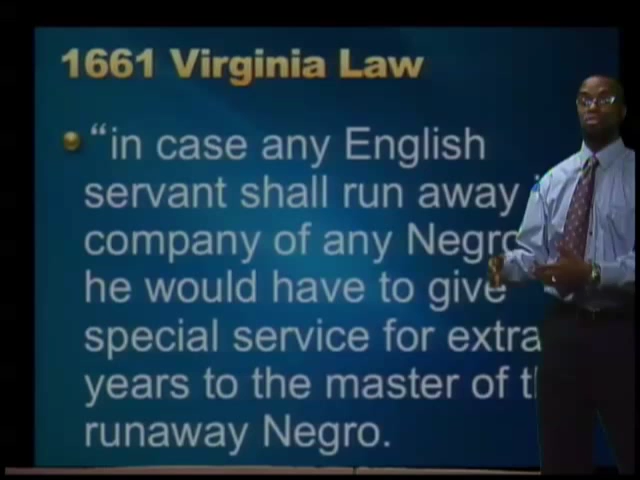 1661 Virginia Law
“in case any English
servant shall run away
company of any Negro
he would have to give
special service for extra
years to the master of
runaway Negro.